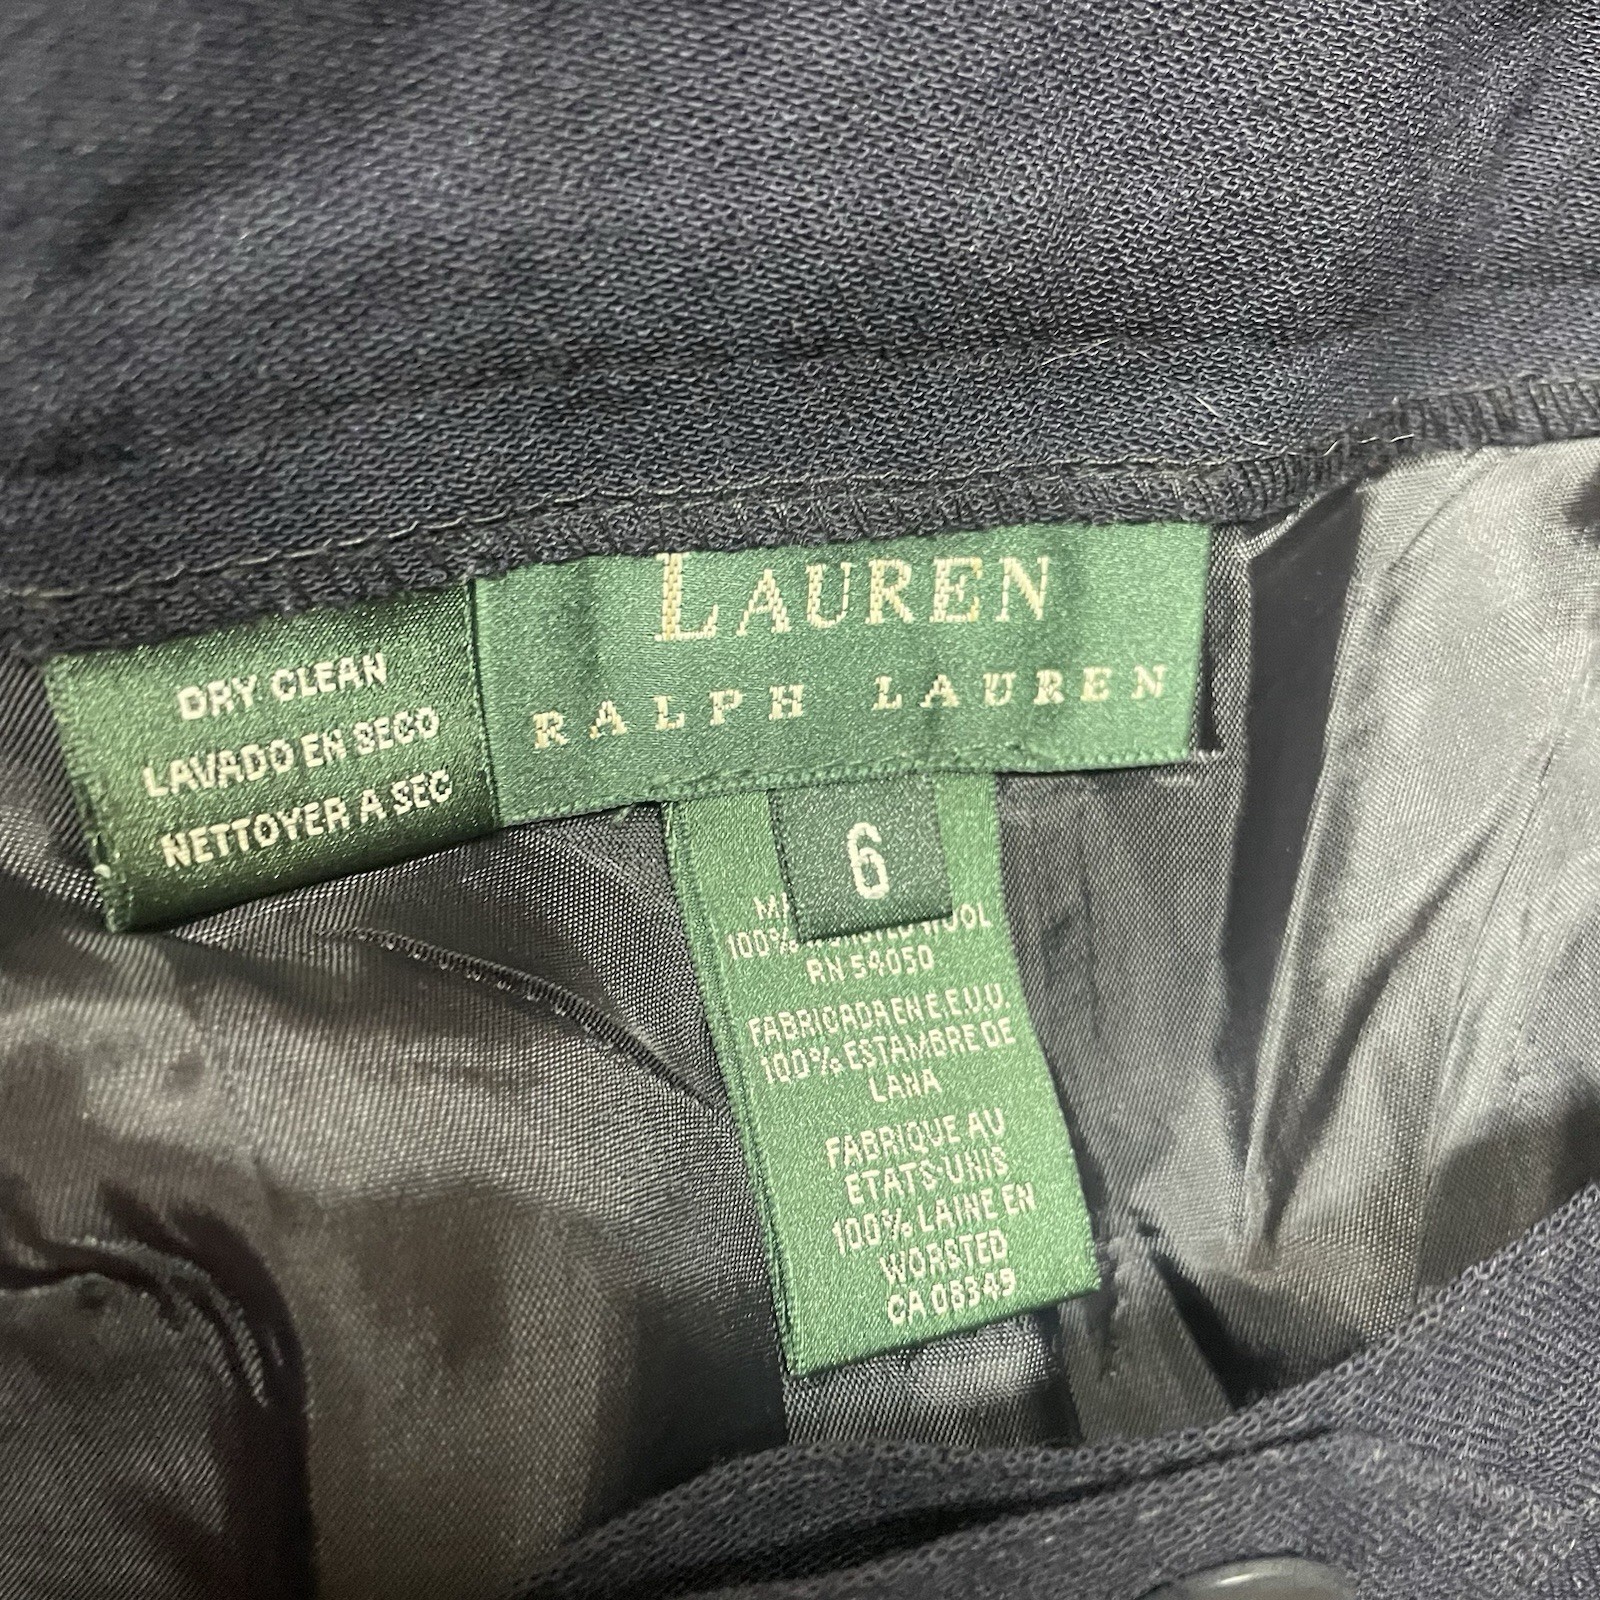 LAUREN
RALPH LAUREN
DRY CLEAN
LAVADO EN SECO
NETTOYER A SEC
6
100% WOOL
RN 54050
FABRICADA EN E.E.U.U.
100% ESTAMBRE DE
LANA
FABRIQUE AU
ETATS-UNIS
100% LAINE EN
WORSTED
CA 08349